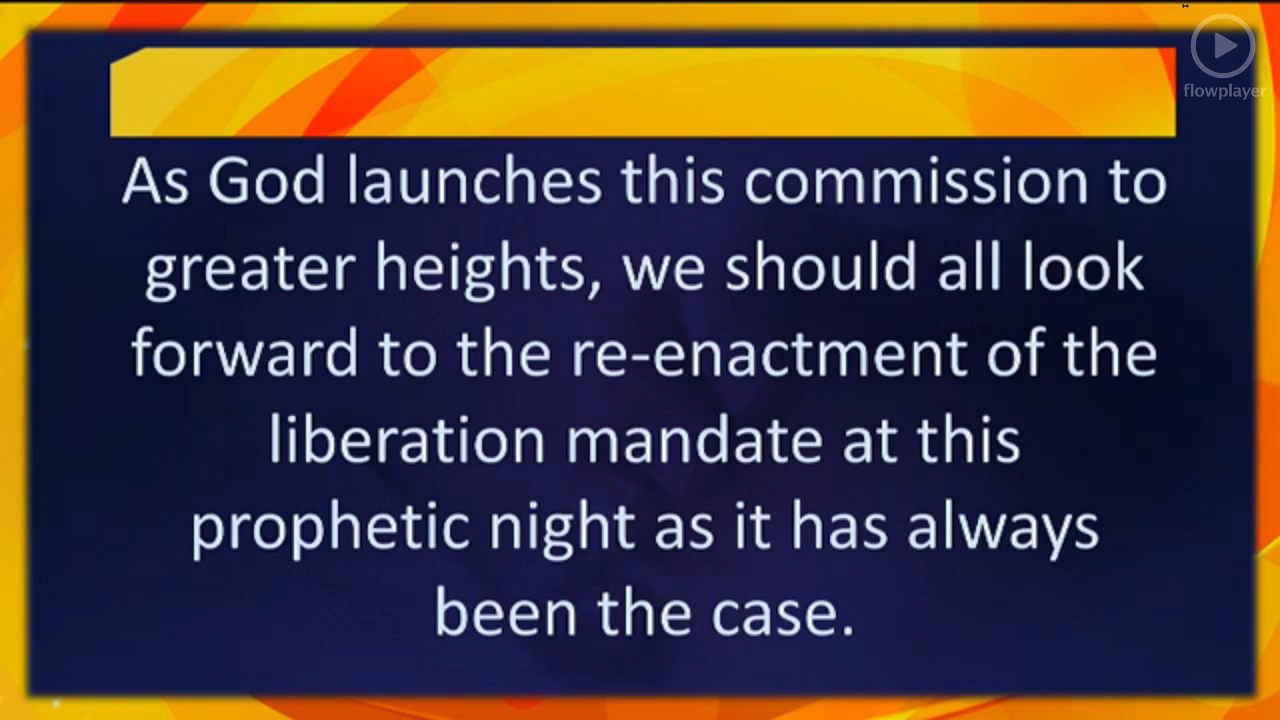 flowplayer
As God launches this commission to
greater heights, we should all look
forward to the re-enactment of the
liberation mandate at this
prophetic night as it has always
been the case.